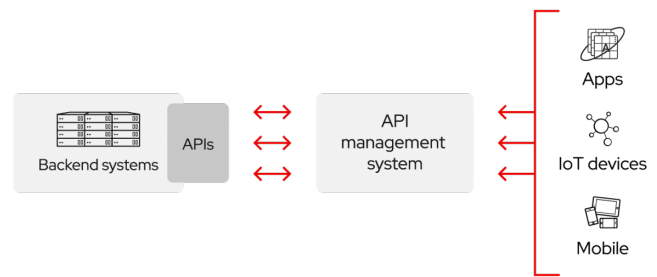 Backend systems
APIs
API
management
system
A
Apps
IoT devices
Mobile